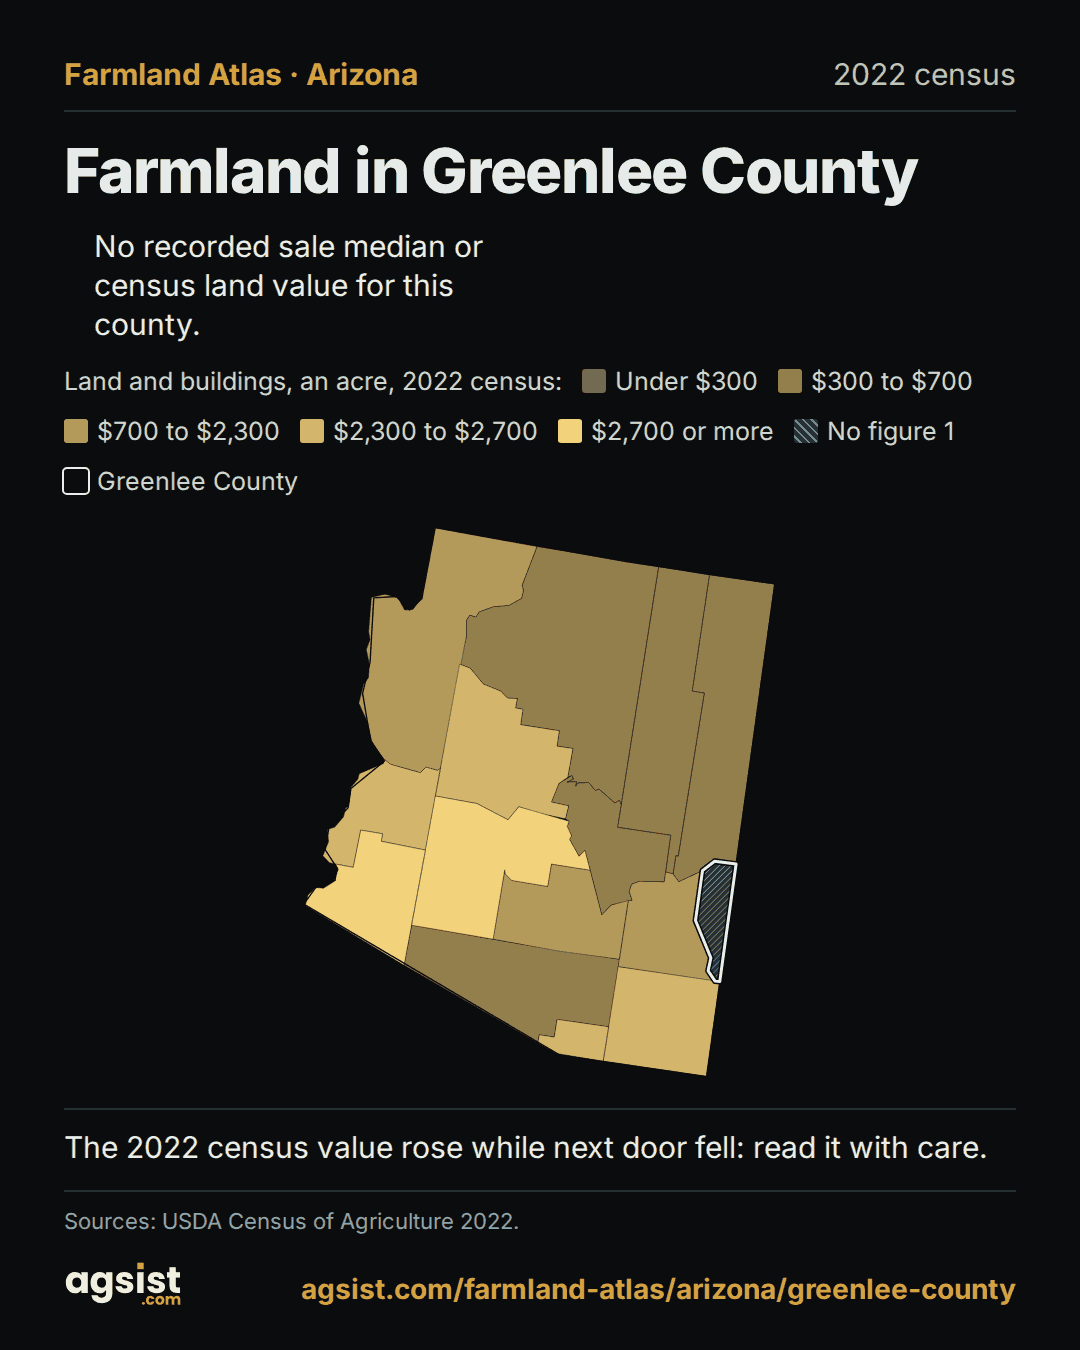 Farmland Atlas · Arizona
2022 census
Farmland in Greenlee County
No recorded sale median or
census land value for this
county.
Land and buildings, an acre, 2022 census: Under $300 $300 to $700
$700 to $2,300 $2,300 to $2,700 $2,700 or more No figure 1
Greenlee County
The 2022 census value rose while next door fell: read it with care.
Sources: USDA Census of Agriculture 2022.
agsist
.com
agsist.com/farmland-atlas/arizona/greenlee-county